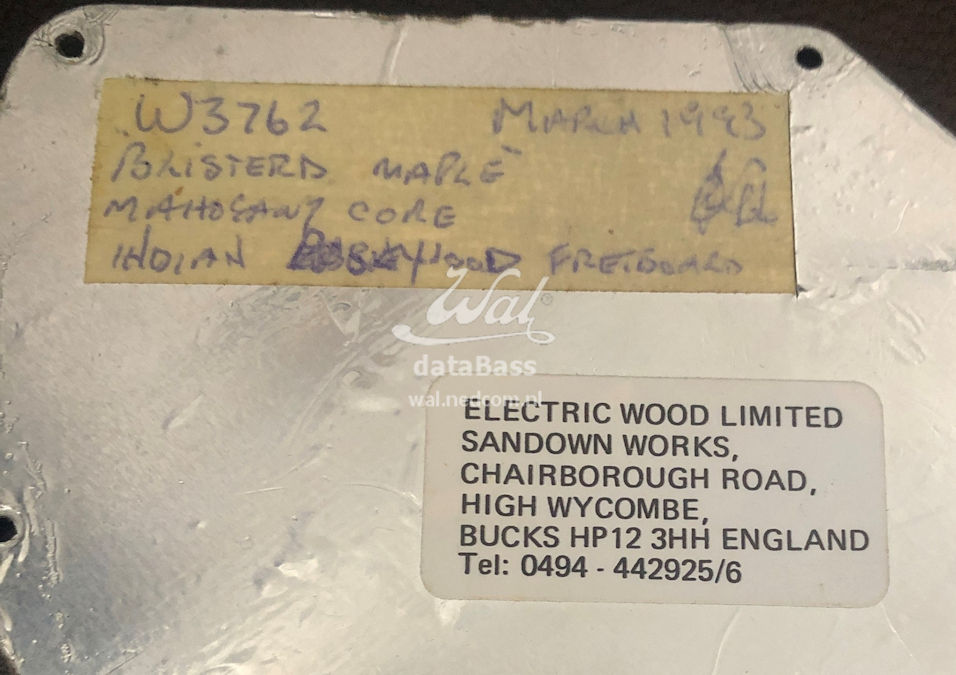 W3762 MARCH 1993
BLISTERD MAPLE
MAHOGANY CORE
INDIAN FRETBOARD
Wal®
dataBass
wal.nedcom.nl
ELECTRIC WOOD LIMITED
SANDOWN WORKS,
CHAIRBOROUGH ROAD,
HIGH WYCOMBE,
BUCKS HP12 3HH ENGLAND
Tel: 0494 - 442925/6